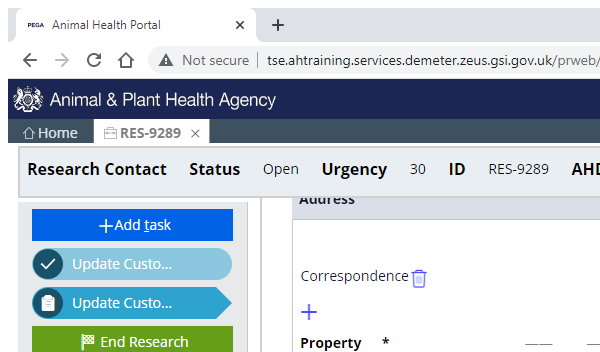 PEGA Animal Health Portal
Not secure tse.ahtraining.services.demeter.zeus.gsi.gov.uk/prweb/
Animal & Plant Health Agency
Home RES-9289
Research Contact Status Open Urgency 30 ID RES-9289 AHD
Address
+Add task
Update Custo...
Correspondence
Update Custo...
End Research
Property *